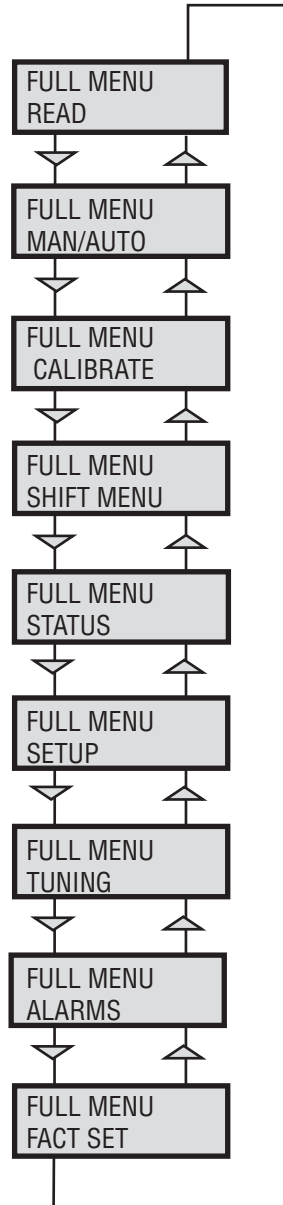 FULL MENU
READ
FULL MENU
MAN/AUTO
FULL MENU
CALIBRATE
FULL MENU
SHIFT MENU
FULL MENU
STATUS
FULL MENU
SETUP
FULL MENU
TUNING
FULL MENU
ALARMS
FULL MENU
FACT SET